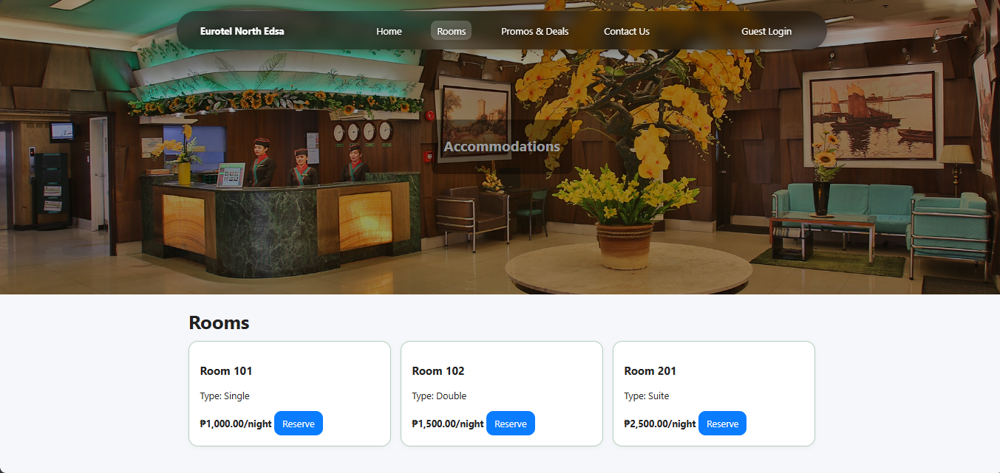 Eurotel North Edsa Home Rooms Promos & Deals Contact Us Guest Login
Accommodations
Rooms
Room 101
Type: Single
₱1,000.00/night Reserve
Room 102
Type: Double
₱1,500.00/night Reserve
Room 201
Type: Suite
₱2,500.00/night Reserve